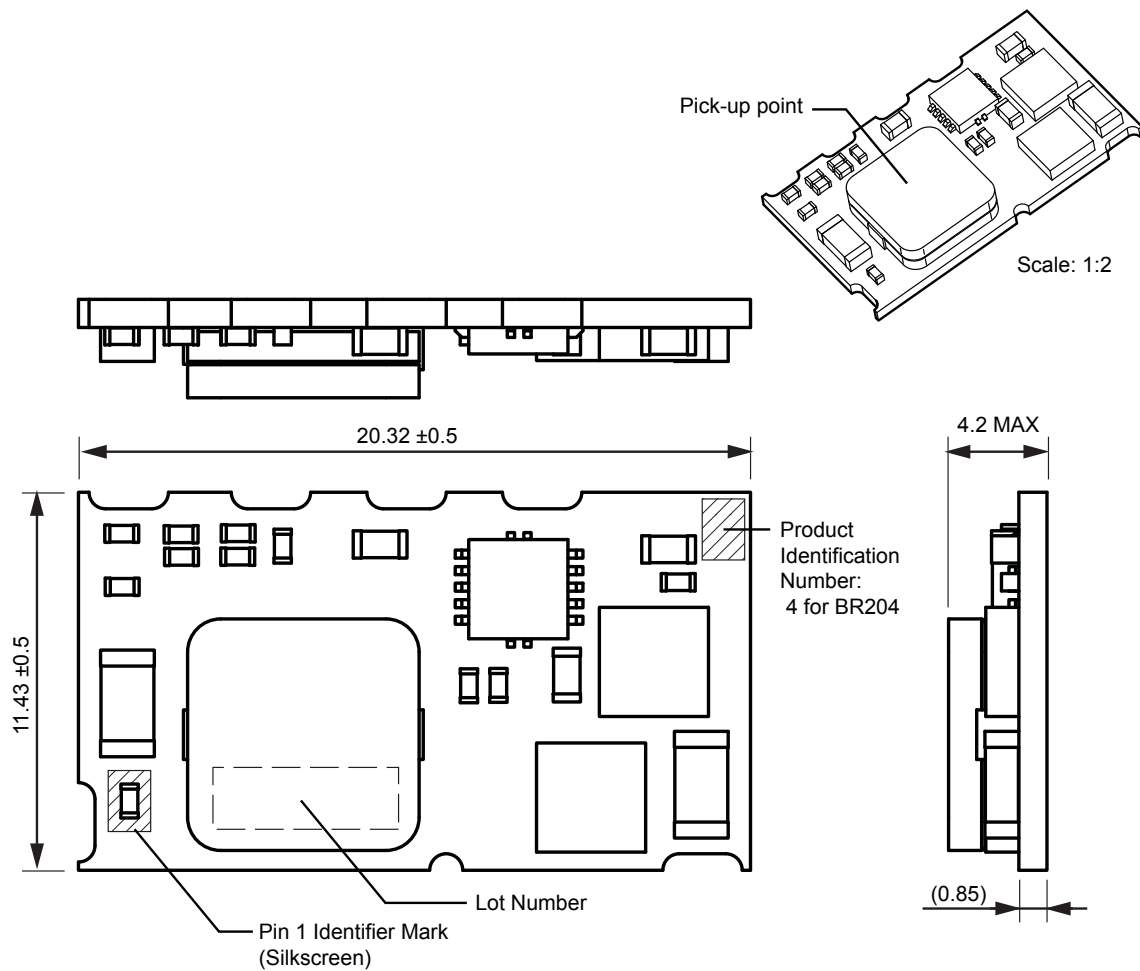 Pick-up point
Scale: 1:2
20.32 ±0.5
4.2 MAX
11.43 ±0.5
Product
Identification
Number:
4 for BR204
Lot Number
(0.85)
Pin 1 Identifier Mark
(Silkscreen)